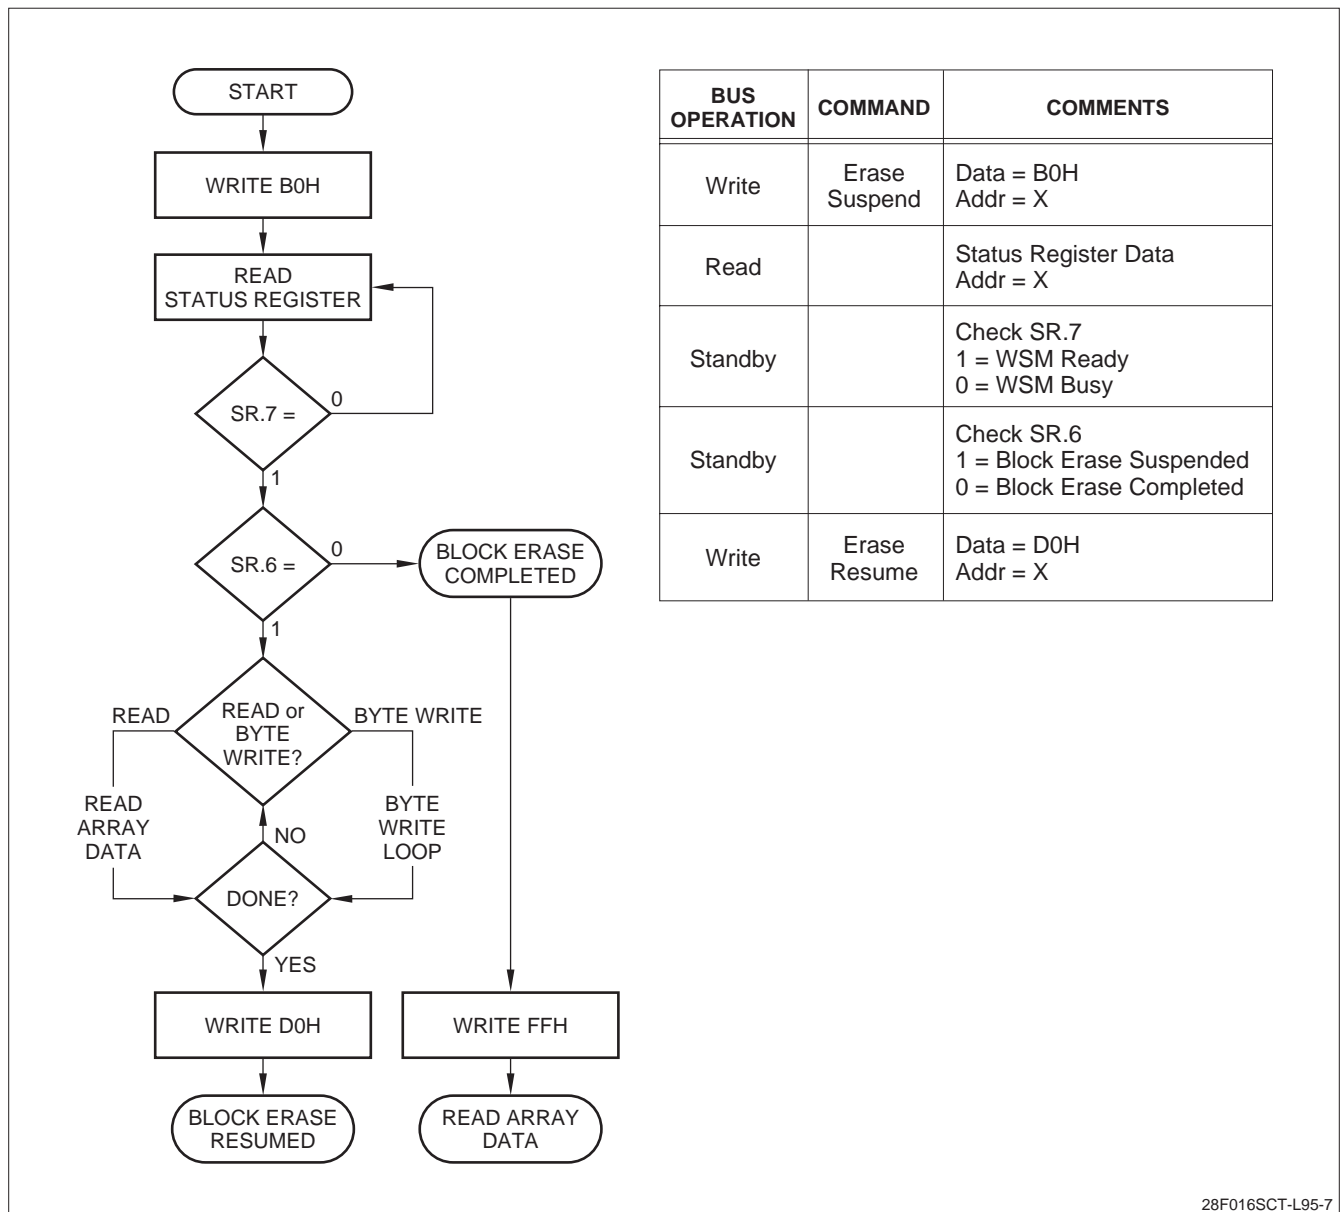 START
WRITE B0H
READ
STATUS REGISTER
SR.7 =
0
1
SR.6 =
0
BLOCK ERASE
COMPLETED
1
READ or
BYTE
WRITE?
READ
BYTE WRITE
READ
ARRAY
DATA
BYTE
WRITE
LOOP
NO
DONE?
YES
WRITE D0H
WRITE FFH
BLOCK ERASE
RESUMED
READ ARRAY
DATA
BUS
OPERATION
COMMAND
COMMENTS
Write
Erase
Suspend
Data = B0H
Addr = X
Read
Status Register Data
Addr = X
Standby
Check SR.7
1 = WSM Ready
0 = WSM Busy
Standby
Check SR.6
1 = Block Erase Suspended
0 = Block Erase Completed
Write
Erase
Resume
Data = D0H
Addr = X
28F016SCT-L95-7